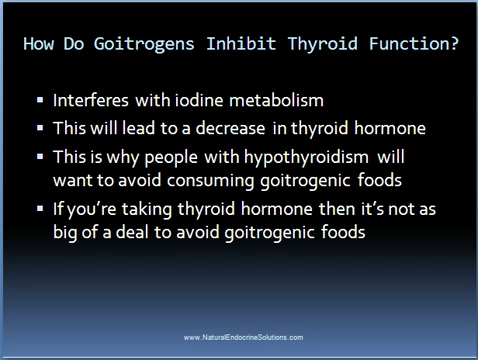 How Do Goitrogens Inhibit Thyroid Function?
▪ Interferes with iodine metabolism
▪ This will lead to a decrease in thyroid hormone
▪ This is why people with hypothyroidism will
want to avoid consuming goitrogenic foods
▪ If you're taking thyroid hormone then it's not as
big of a deal to avoid goitrogenic foods
www.NaturalEndocrineSolutions.com